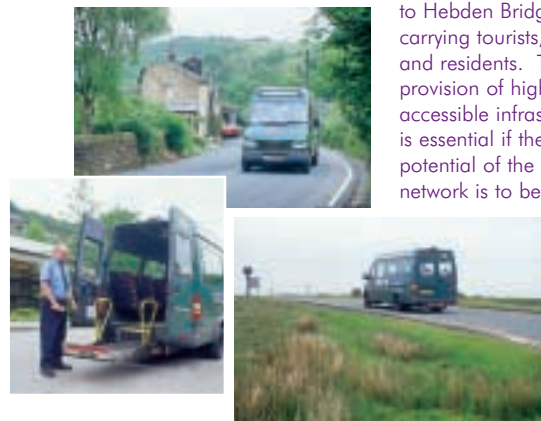 to Hebden Bridg
carrying tourists,
and residents. T
provision of high
accessible infras
is essential if the
potential of the
network is to be